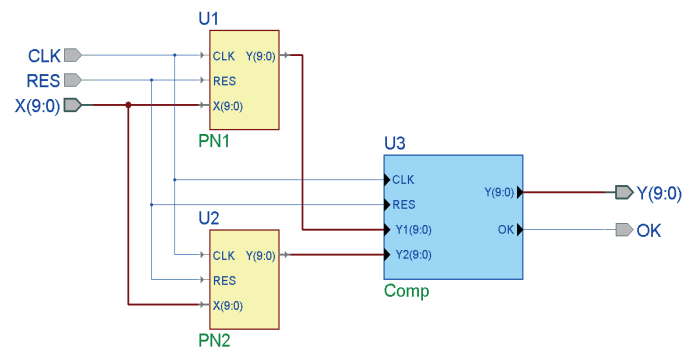 U1
CLK
CLK Y(9:0)
RES
RES
X(9:0)
X(9:0)
PN1
U3
CLK
Y(9:0)
Y(9:0)
RES
U2
Y1(9:0)
OK
OK
CLK Y(9:0)
Y2(9:0)
RES
Comp
X(9:0)
PN2